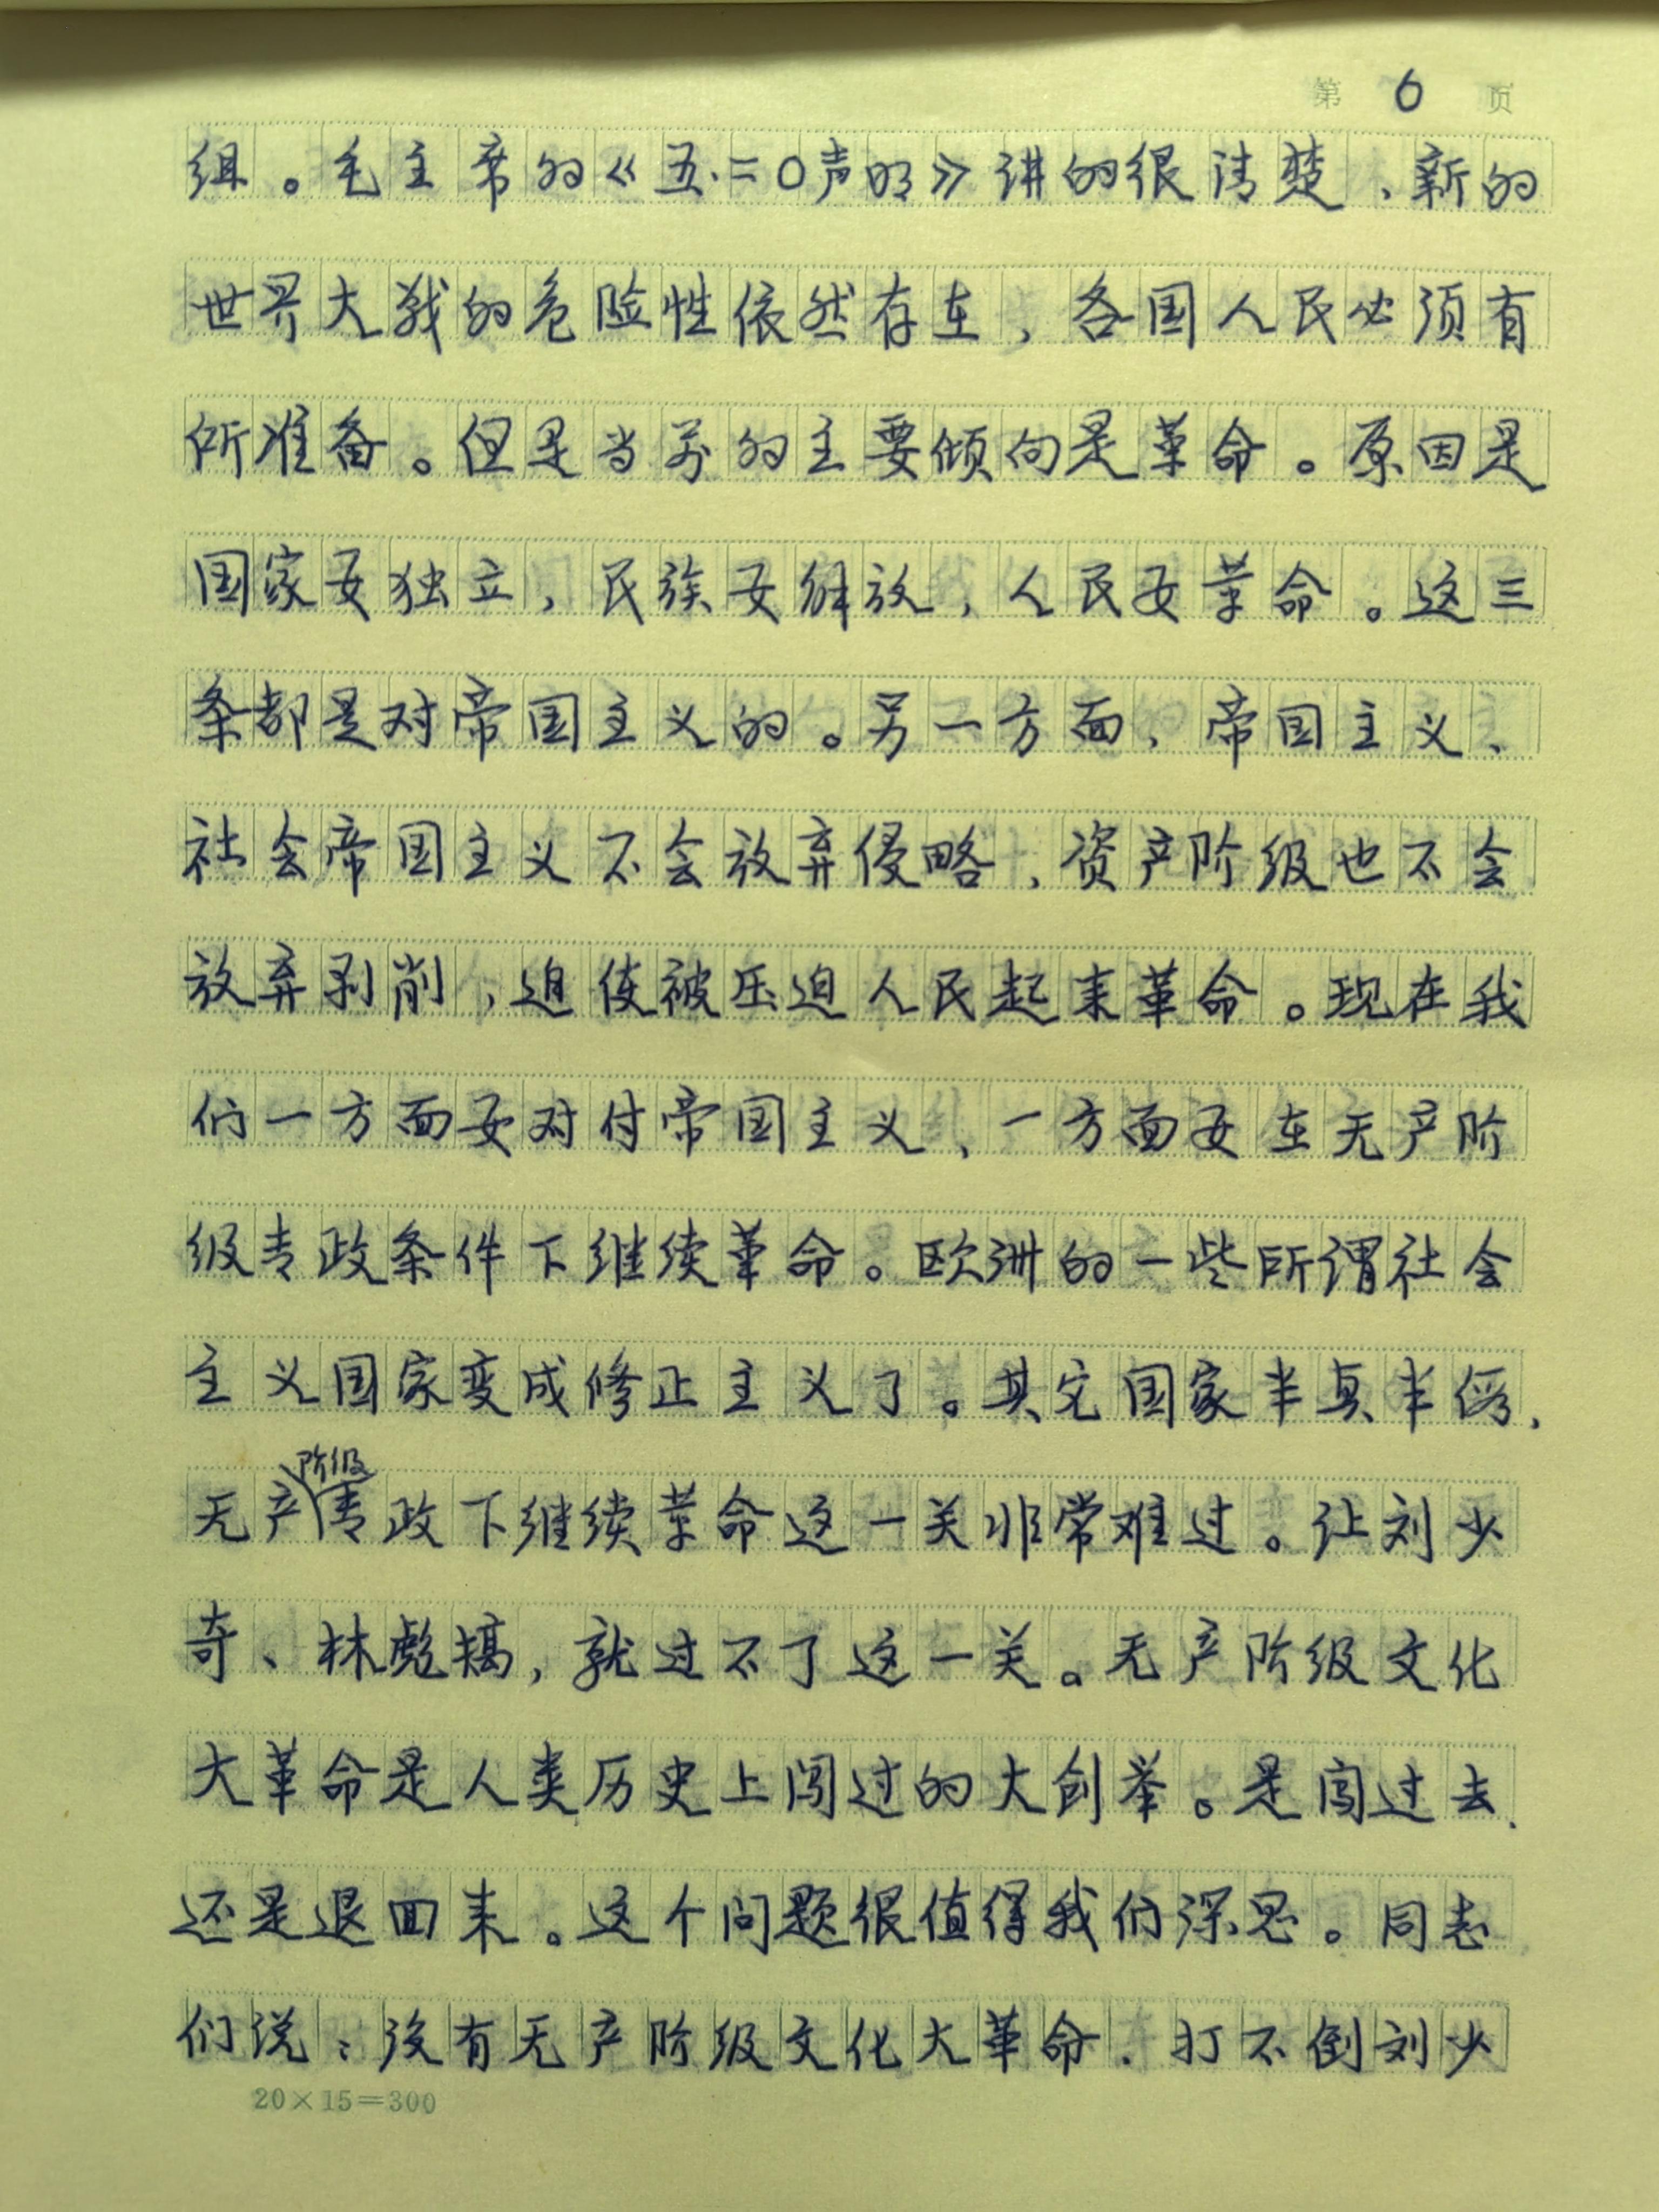 第 6 页
组。毛主席的《五·二〇声明》讲的很清楚，新的
世界大战的危险性依然存在，各国人民必须有
所准备。但是当前的主要倾向是革命。原因是
国家要独立，民族要解放，人民要革命。这三
条都是对帝国主义的。另一方面，帝国主义、
社会帝国主义不会放弃侵略，资产阶级也不会
放弃剥削，迫使被压迫人民起来革命。现在我
们一方面要对付帝国主义，一方面要在无产阶
级专政条件下继续革命。欧洲的一些所谓社会
主义国家变成修正主义了。其它国家半真半假，
无产阶级专政下继续革命这一关非常难过。让刘少
奇、林彪搞，就过不了这一关。无产阶级文化
大革命是人类历史上闯过的大创举。是闯过去，
还是退回来。这个问题很值得我们深思。同志
们说：没有无产阶级文化大革命，打不倒刘少
20×15=300